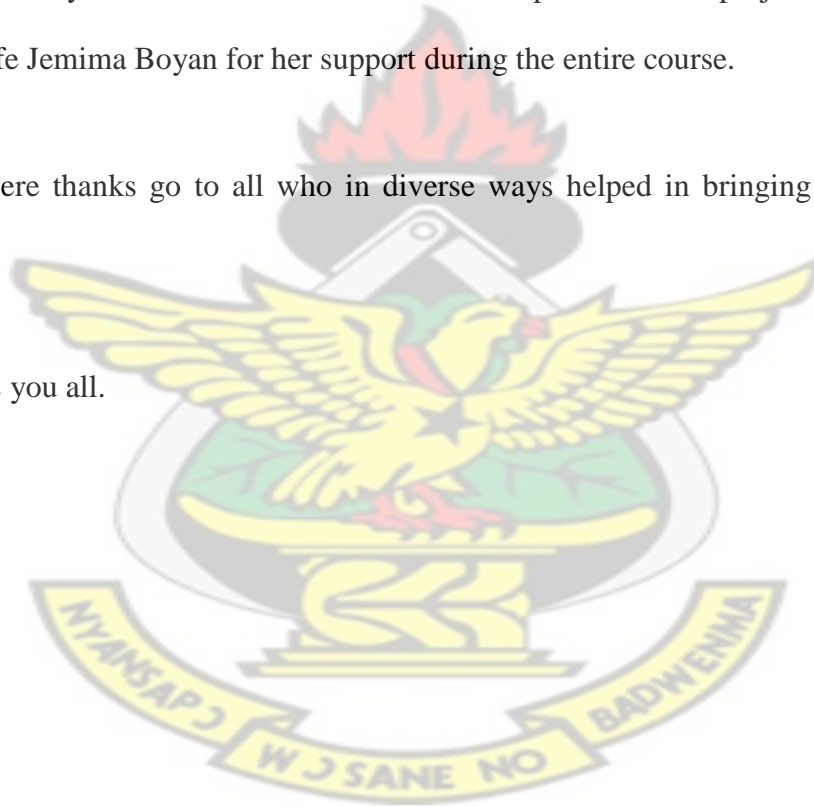 fe Jemima Boyan for her support during the entire course.
ere thanks go to all who in diverse ways helped in bringing
you all.
NYANSAPƆ
WƆSANE NO
BADWENMA